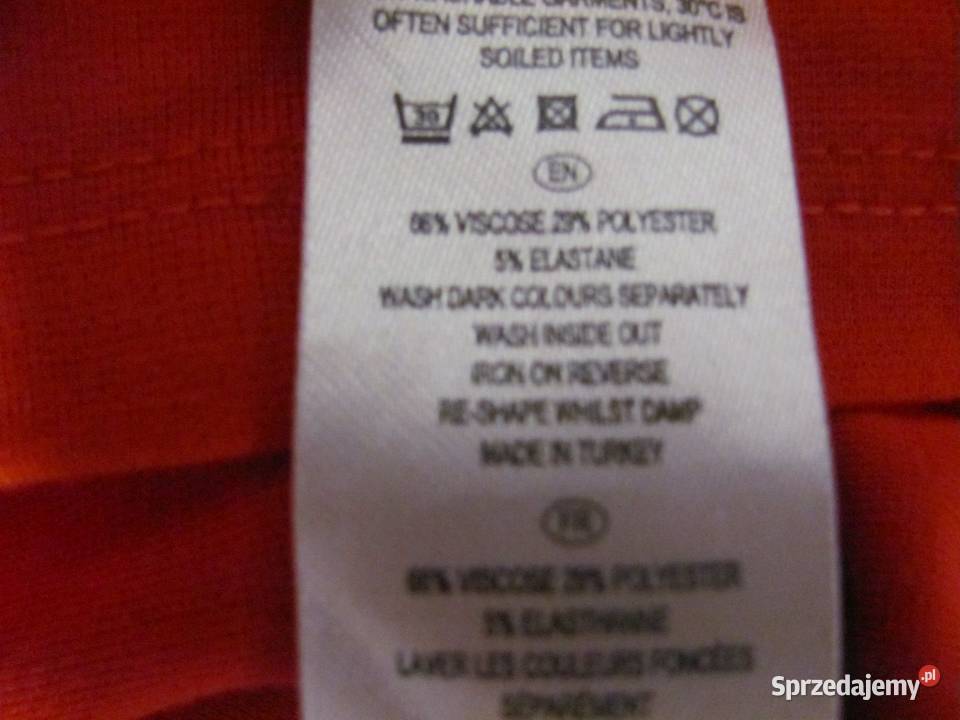 GARMENTS, 30°C IS
OFTEN SUFFICIENT FOR LIGHTLY
SOILED ITEMS
30
EN
66% VISCOSE 29% POLYESTER
5% ELASTANE
WASH DARK COLOURS SEPARATELY
WASH INSIDE OUT
IRON ON REVERSE
RE-SHAPE WHILST DAMP
MADE IN TURKEY
FR
66% VISCOSE 29% POLYESTER
5% ELASTHANNE
LAVER LES COULEURS FONCÉES
SÉPARÉMENT
Sprzedajemy.pl